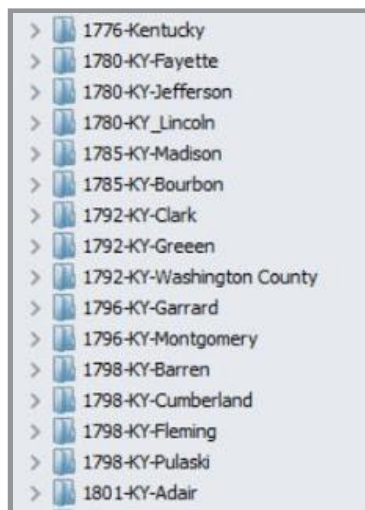 1776-Kentucky
1780-KY-Fayette
1780-KY-Jefferson
1780-KY_Lincoln
1785-KY-Madison
1785-KY-Bourbon
1792-KY-Clark
1792-KY-Greeen
1792-KY-Washington County
1796-KY-Garrard
1796-KY-Montgomery
1798-KY-Barren
1798-KY-Cumberland
1798-KY-Fleming
1798-KY-Pulaski
1801-KY-Adair